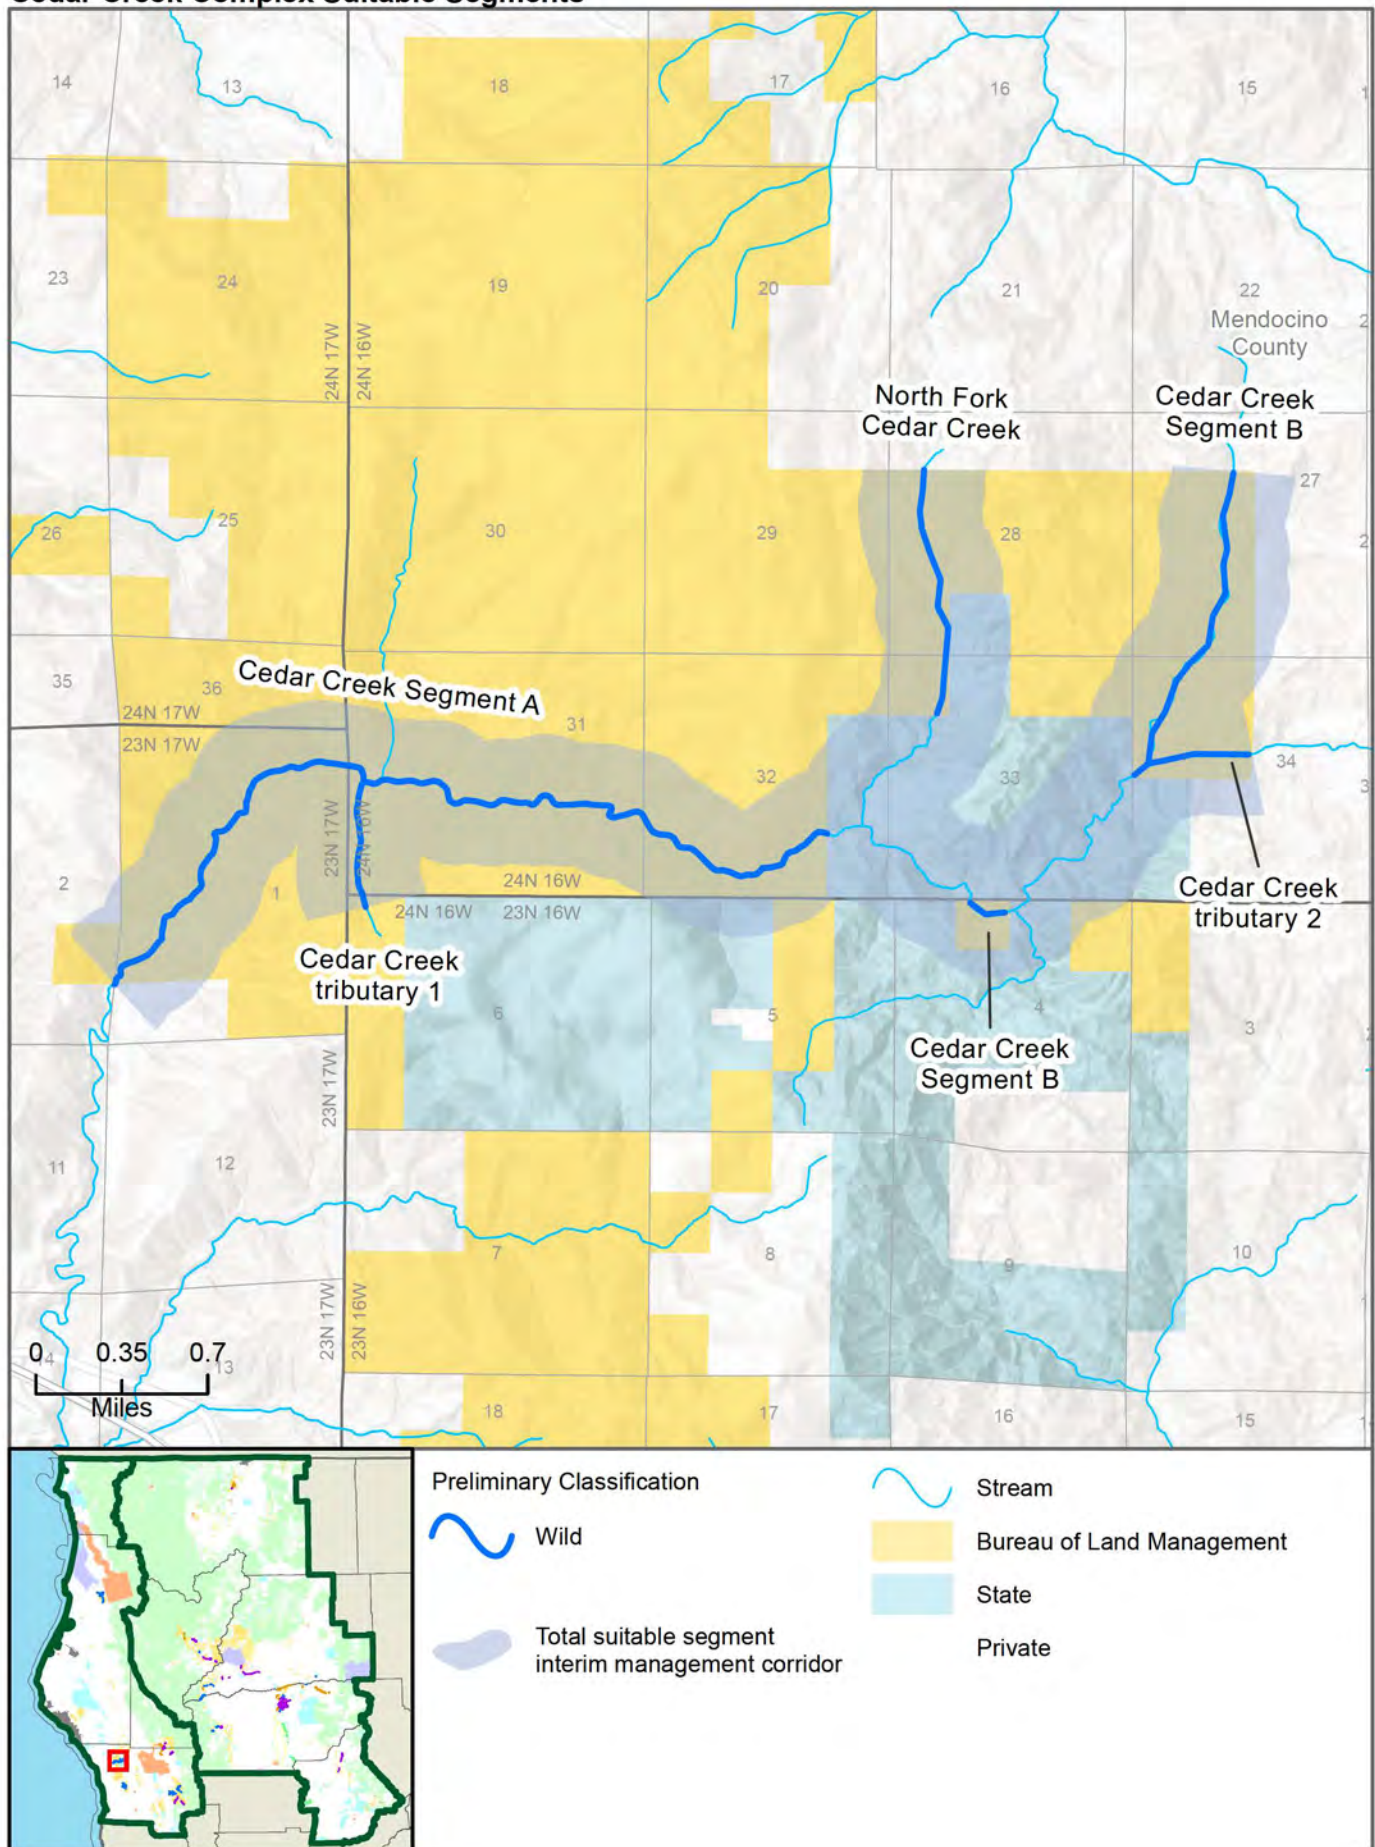 Cedar Creek Complex Suitable Segments
14
13
18
17
16
15
23
24
19
20
21
22
Mendocino
County
24N 17W
24N 16W
North Fork
Cedar Creek
Cedar Creek
Segment B
27
26
25
30
29
28
35
36
Cedar Creek Segment A
24N 17W
23N 17W
31
32
33
34
23N 17W
24N 16W
2
1
24N 16W
24N 16W
23N 16W
Cedar Creek
tributary 2
Cedar Creek
tributary 1
6
5
4
3
Cedar Creek
Segment B
23N 17W
11
12
7
8
9
10
23N 17W
23N 16W
0 0.35 0.7
Miles
14
13
18
17
16
15
Preliminary Classification
Wild
Total suitable segment
interim management corridor
Stream
Bureau of Land Management
State
Private